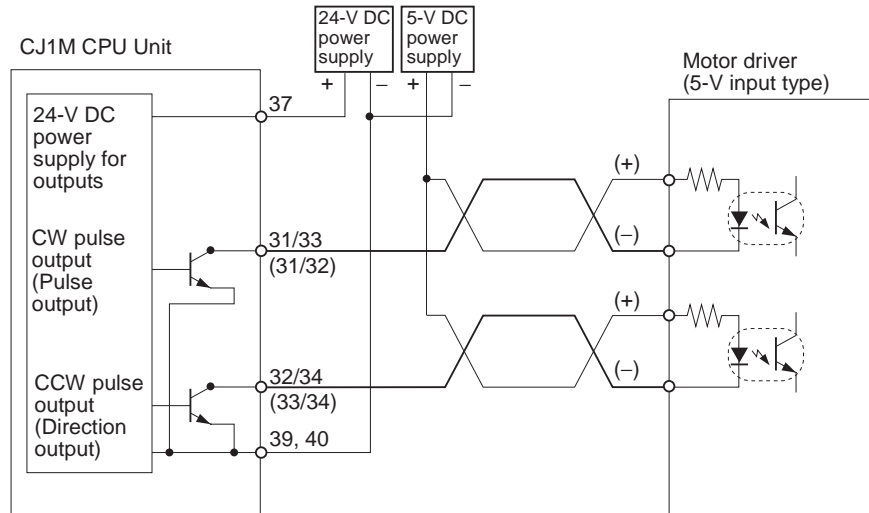 24-V DC
power
supply
+ −
5-V DC
power
supply
+ −
CJ1M CPU Unit
Motor driver
(5-V input type)
24-V DC
power
supply for
outputs
37
CW pulse
output
(Pulse
output)
31/33
(31/32)
(+)
(−)
CCW pulse
output
(Direction
output)
32/34
(33/34)
(+)
(−)
39, 40